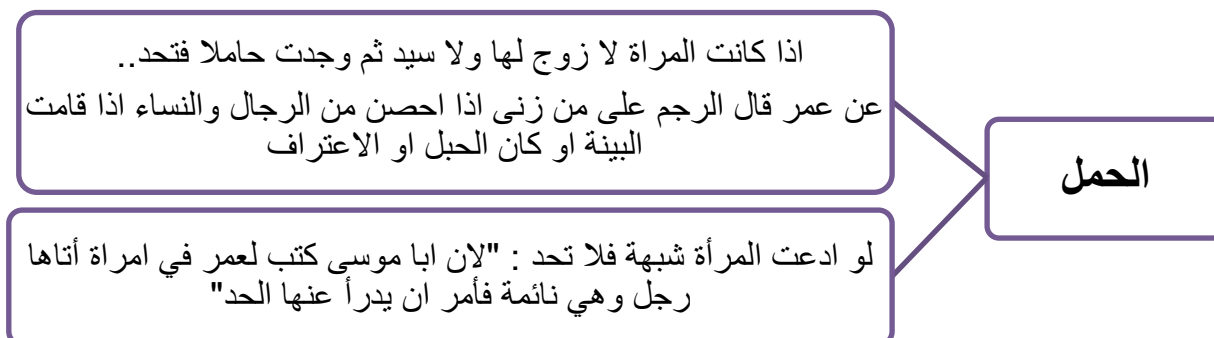 الحمل
اذا كانت المراة لا زوج لها ولا سيد ثم وجدت حاملا فتحد..
عن عمر قال الرجم على من زنى اذا احصن من الرجال والنساء اذا قامت
البينة او كان الحبل او الاعتراف
لو ادعت المرأة شبهة فلا تحد : "لان ابا موسى كتب لعمر في امراة أتاها
رجل وهي نائمة فأمر ان يدرأ عنها الحد"